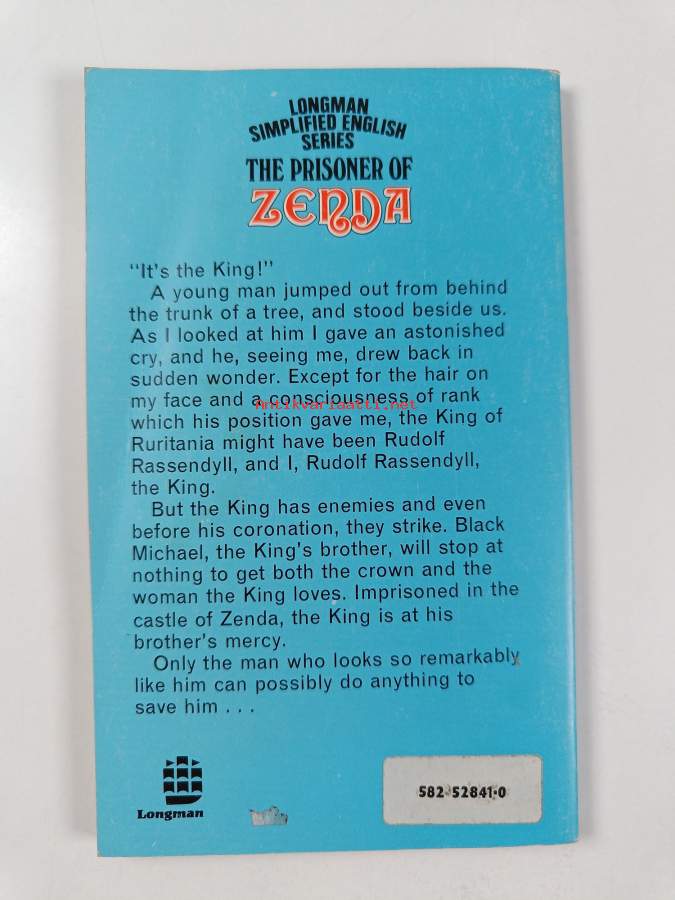 LONGMAN
SIMPLIFIED ENGLISH
SERIES
THE PRISONER OF
ZENDA
"It's the King!"
A young man jumped out from behind
the trunk of a tree, and stood beside us.
As I looked at him I gave an astonished
cry, and he, seeing me, drew back in
sudden wonder. Except for the hair on
my face and a consciousness of rank
antikvariaatti.net
which his position gave me, the King of
Ruritania might have been Rudolf
Rassendyll, and I, Rudolf Rassendyll,
the King.
But the King has enemies and even
before his coronation, they strike. Black
Michael, the King's brother, will stop at
nothing to get both the crown and the
woman the King loves. Imprisoned in the
castle of Zenda, the King is at his
brother's mercy.
Only the man who looks so remarkably
like him can possibly do anything to
save him . . .
Longman
582 52841·0